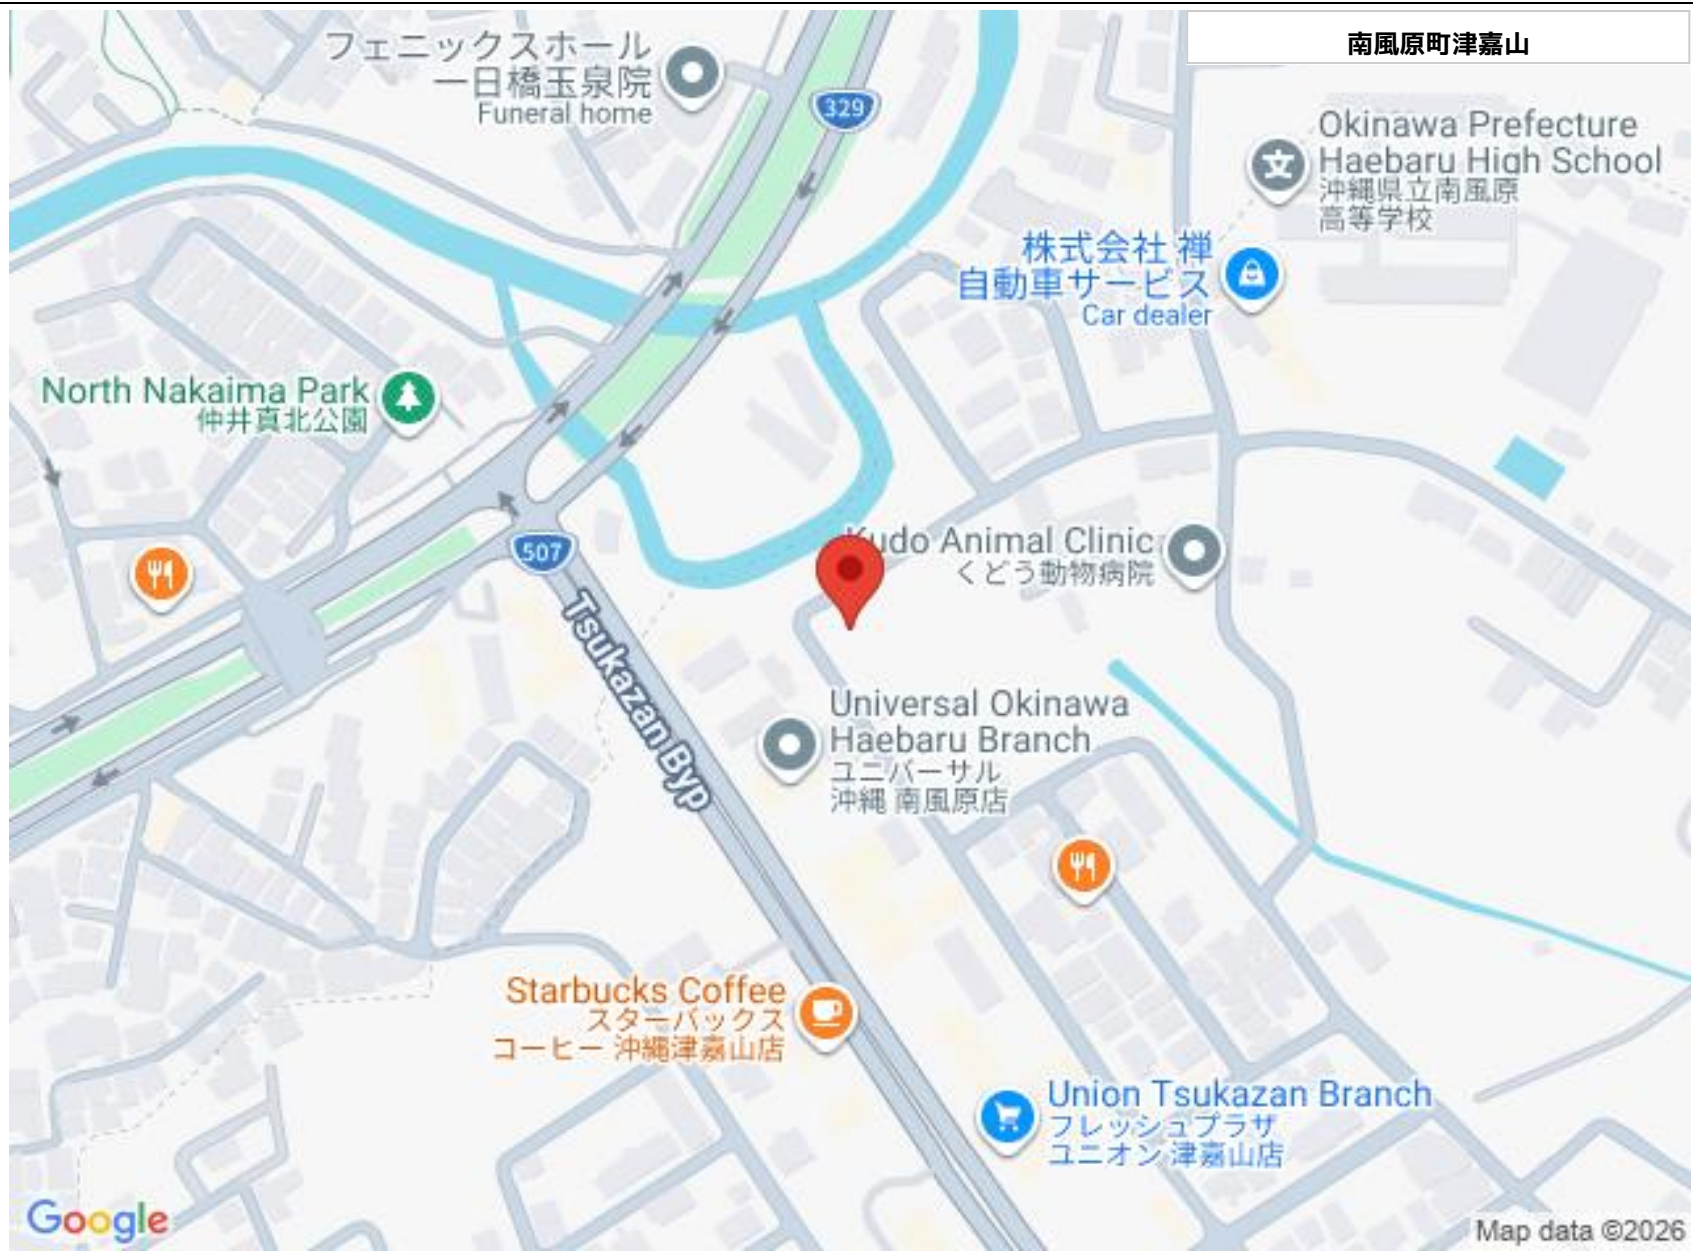 南風原町津嘉山
フェニックスホール
一日橋玉泉院
Funeral home
329
Okinawa Prefecture
Haebaru High School
沖縄県立南風原
高等学校
株式会社 禅
自動車サービス
Car dealer
North Nakaima Park
仲井真北公園
507
Kudo Animal Clinic
くどう動物病院
Tsukazan Byp
Universal Okinawa
Haebaru Branch
ユニバーサル
沖縄 南風原店
Starbucks Coffee
スターバックス
コーヒー 沖縄津嘉山店
Union Tsukazan Branch
フレッシュプラザ
ユニオン 津嘉山店
Google
Map data ©2026